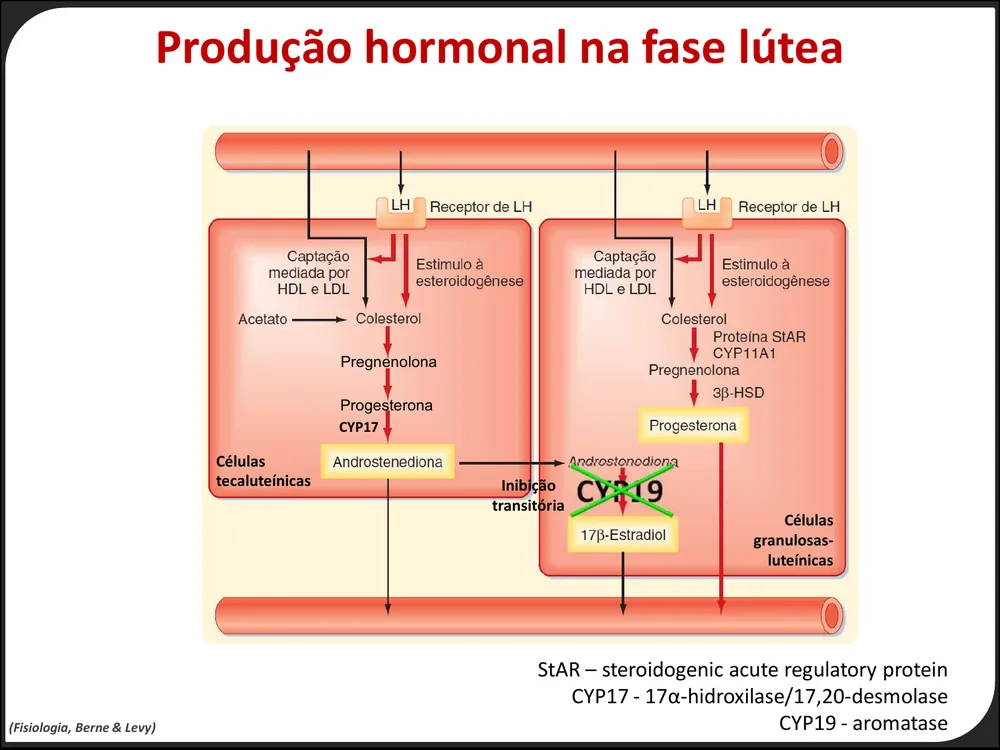 Produção hormonal na fase lútea
LH
Receptor de LH
LH
Receptor de LH
Captação
mediada por
HDL e LDL
Estimulo à
esteroidogênese
Acetato
Colesterol
Pregnenolona
Progesterona
CYP17
Androstenediona
Células
tecaluteínicas
Captação
mediada por
HDL e LDL
Estimulo à
esteroidogênese
Colesterol
Proteína StAR
CYP11A1
Pregnenolona
3β-HSD
Progesterona
Androstenediona
Inibição
transitória
CYP19
17β-Estradiol
Células
granulosas-
luteínicas
StAR – steroidogenic acute regulatory protein
CYP17 - 17α-hidroxilase/17,20-desmolase
CYP19 - aromatase
(Fisiologia, Berne & Levy)